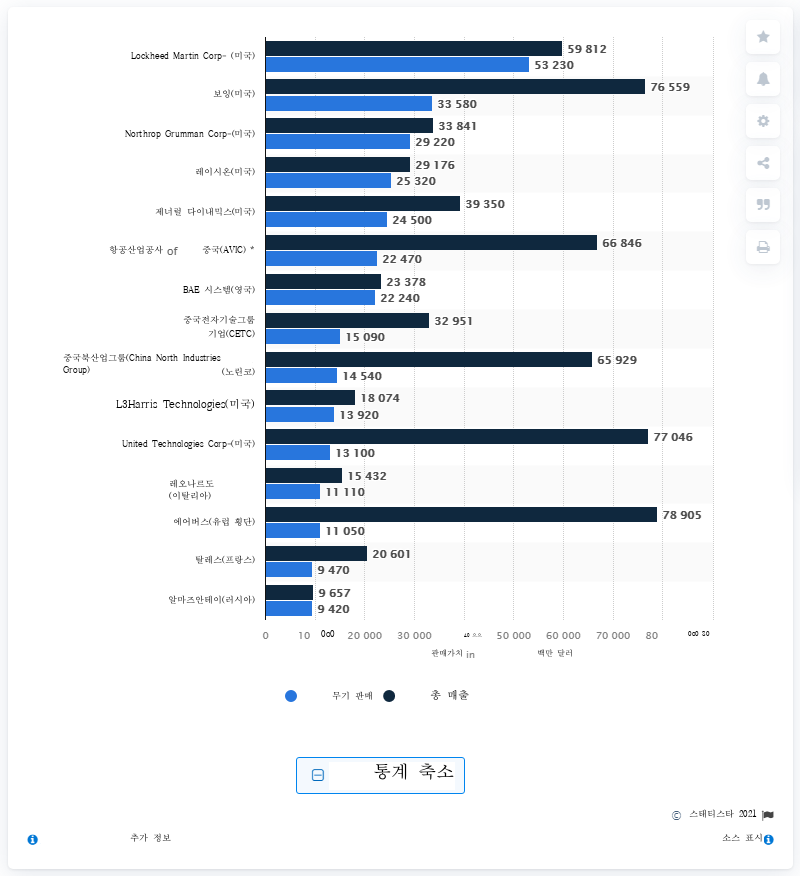 Lockheed Martin Corp- (미국)
59 812
53 230
보잉(미국)
76 559
33 580
Northrop Grumman Corp-(미국)
33 841
29 220
레이시온(미국)
29 176
25 320
제너럴 다이내믹스(미국)
39 350
24 500
항공산업공사 of 중국(AVIC) *
66 846
22 470
BAE 시스템(영국)
23 378
22 240
중국전자기술그룹
기업(CETC)
32 951
15 090
중국북산업그룹(China North Industries
Group) (노린코)
65 929
14 540
L3Harris Technologies(미국)
18 074
13 920
United Technologies Corp-(미국)
77 046
13 100
레오나르도
(이탈리아)
15 432
11 110
에어버스(유럽 횡단)
78 905
11 050
탈레스(프랑스)
20 601
9 470
알마즈안테이(러시아)
9 657
9 420
0 10 0o0 20 000 30 000 50 000 60 000 70 000 80
판매가치 in 백만 달러
무기 판매 총 매출
통계 축소
© 스태티스타 2021
추가 정보 소스 표시